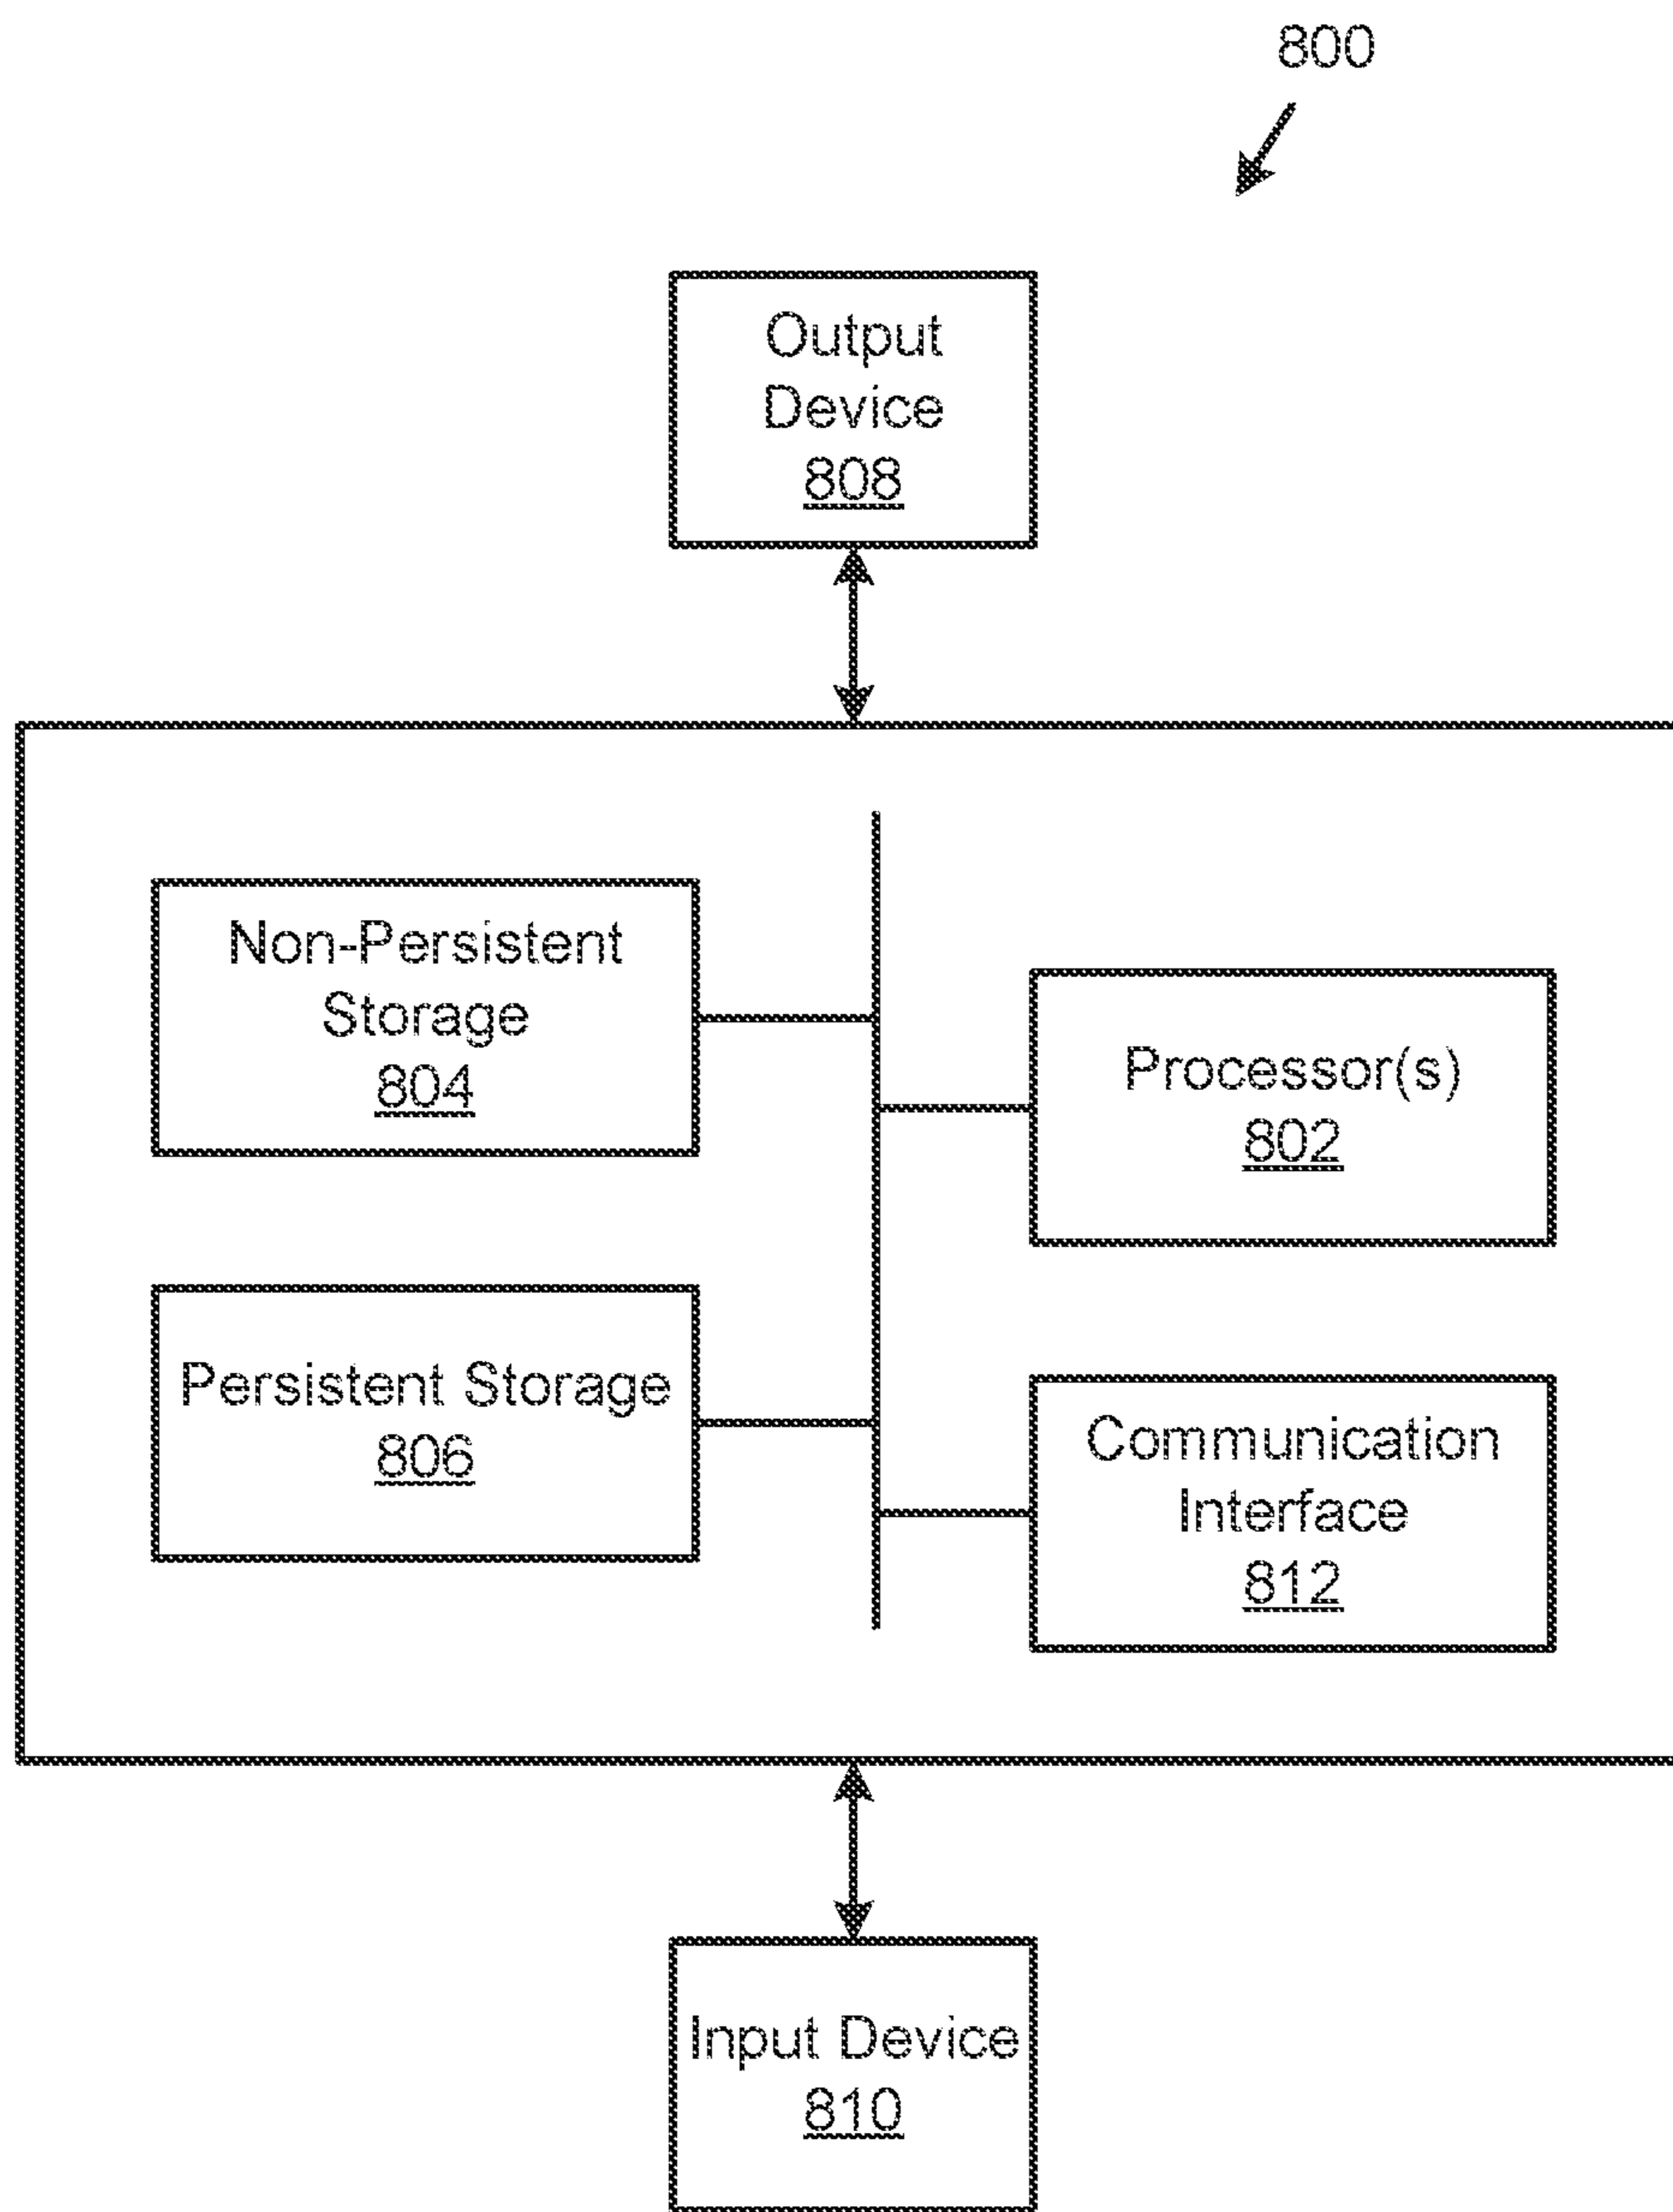 800
Output
Device
808
Non-Persistent
Storage
804
Processor(s)
802
Persistent Storage
806
Communication
Interface
812
Input Device
810